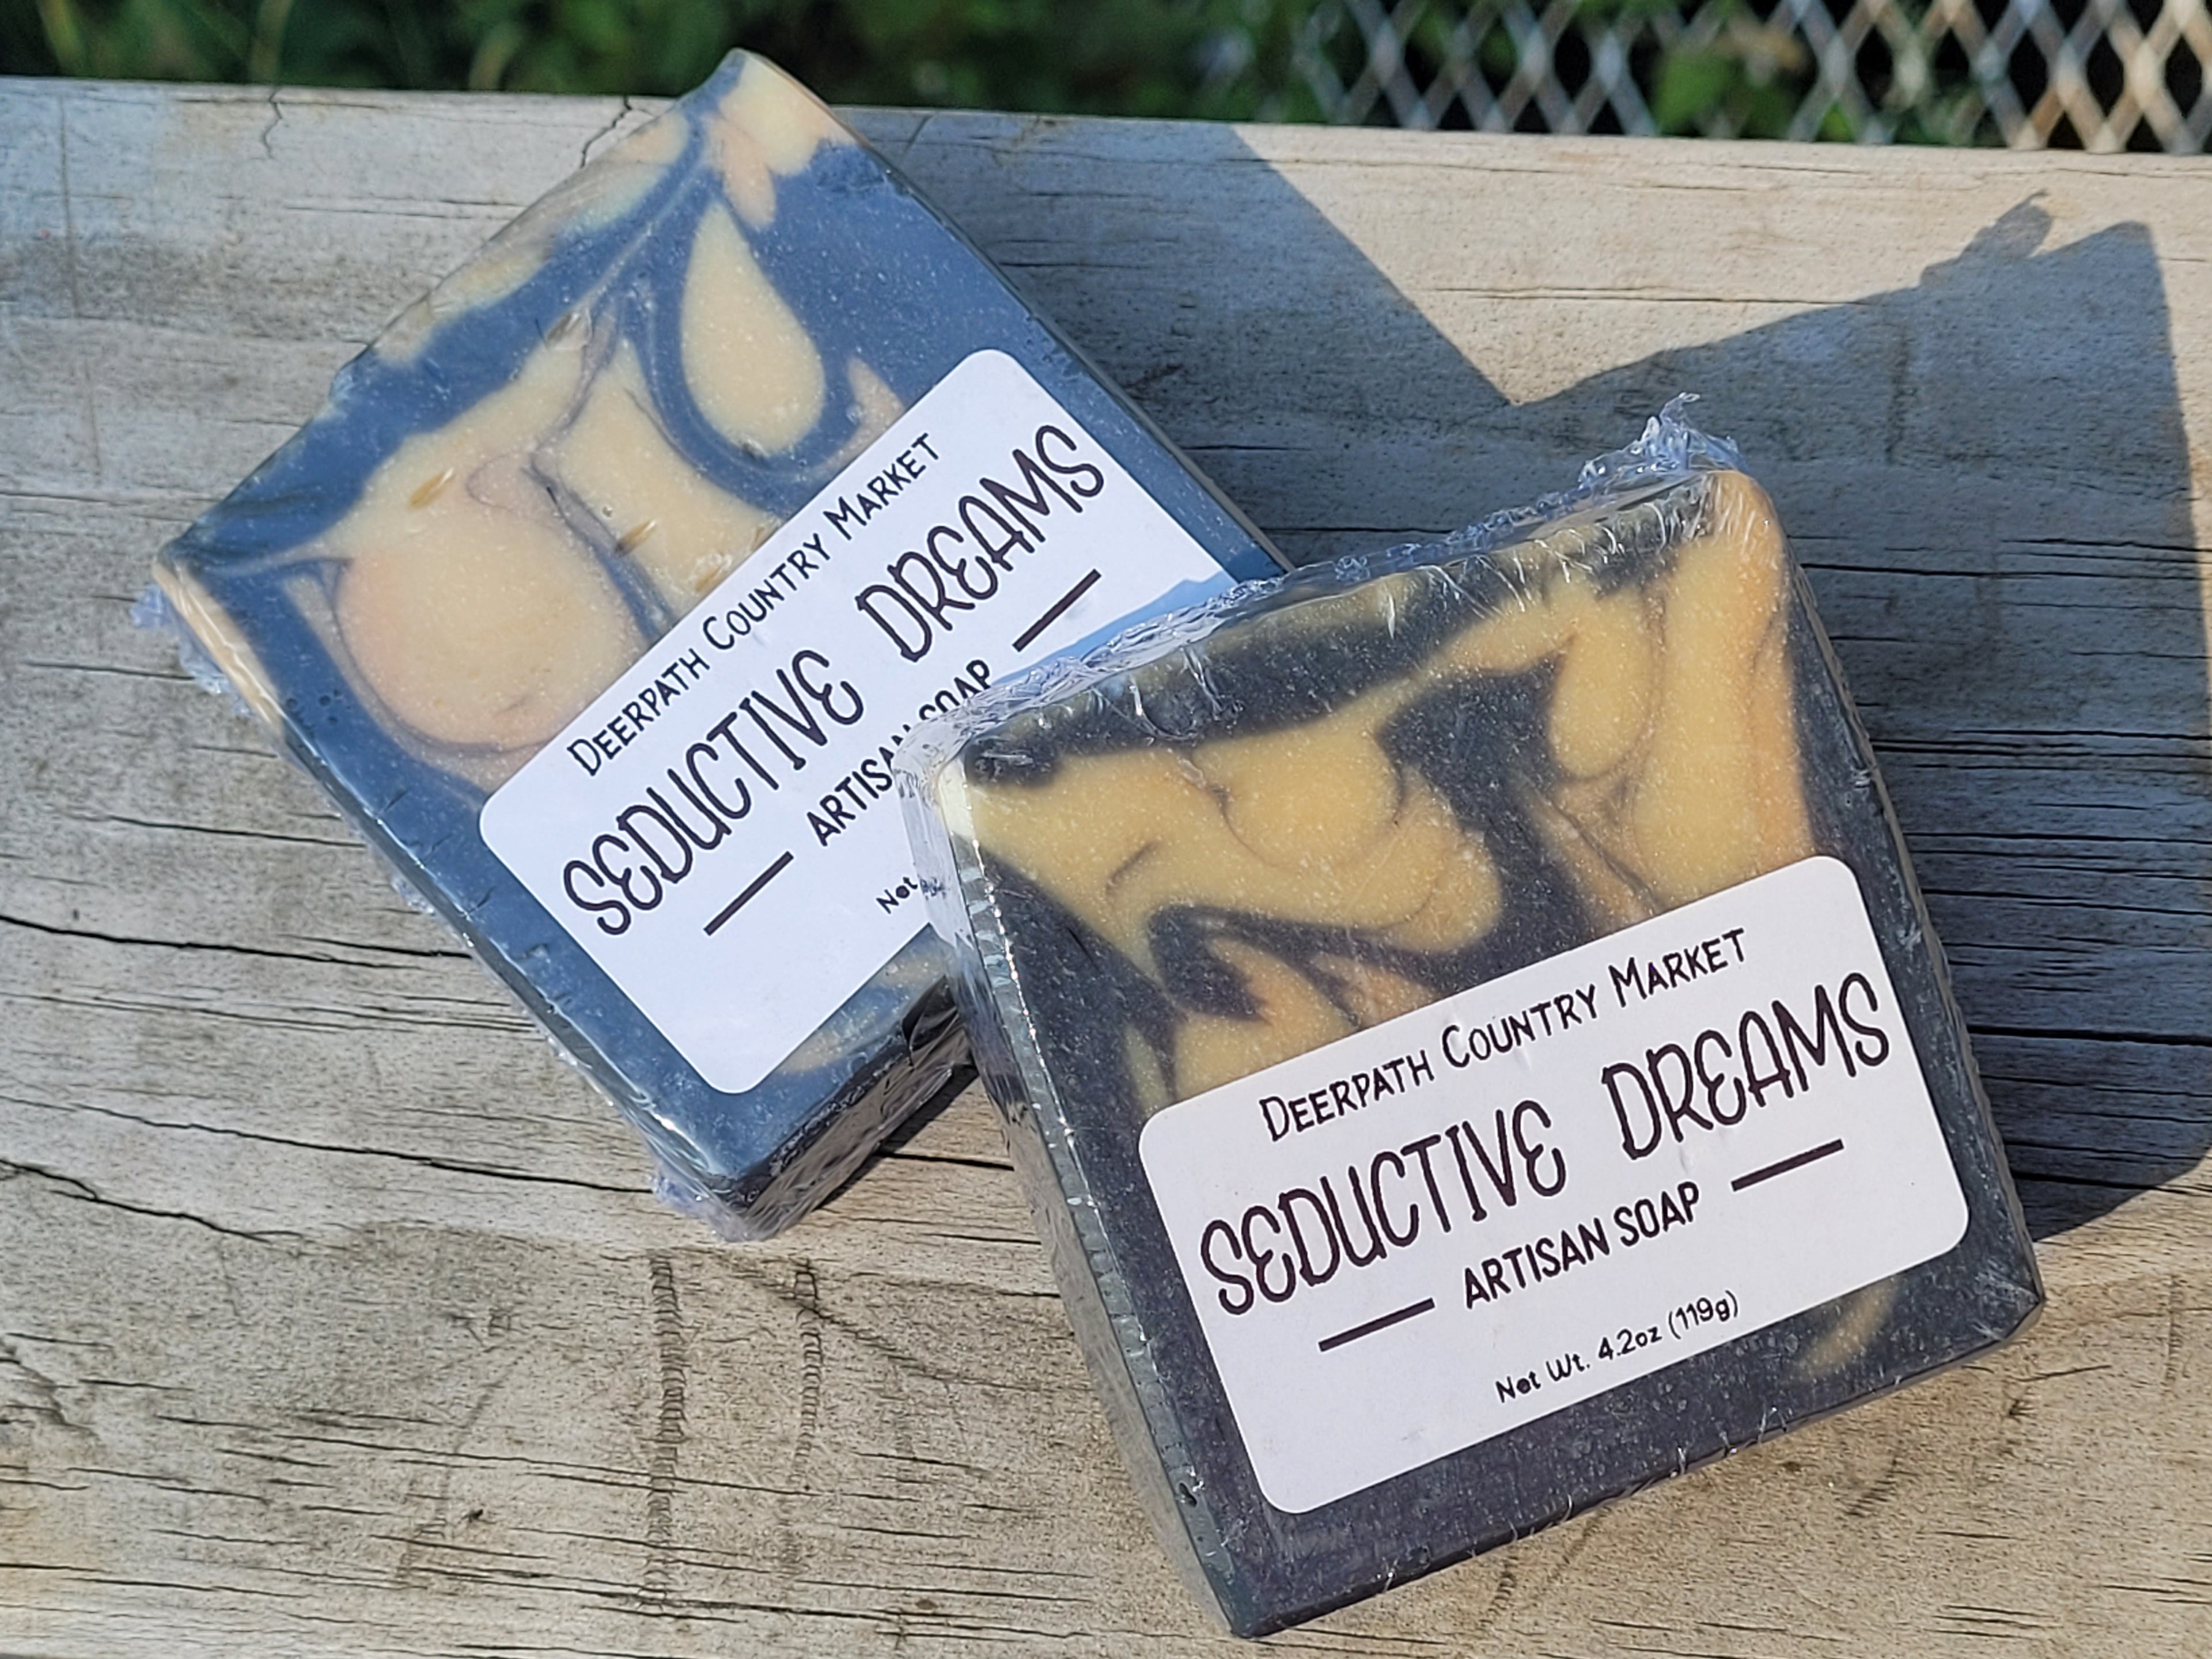 Deerpath Country Market
SEDUCTIVE DREAMS
ARTISAN SOAP
Net
Deerpath Country Market
SEDUCTIVE DREAMS
ARTISAN SOAP
Net Wt. 4.2oz (119g)